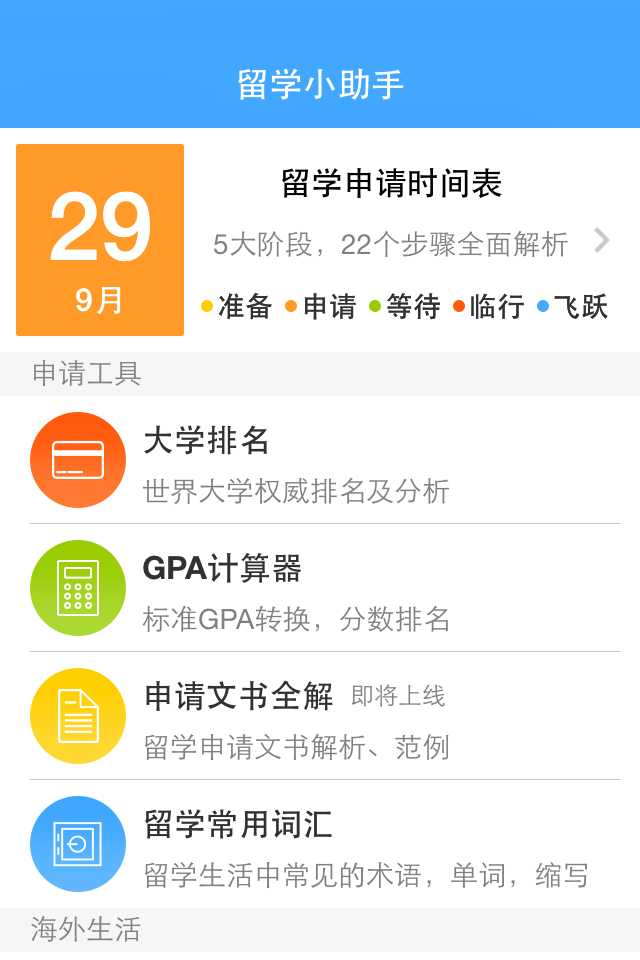 留学小助手
29
9月
留学申请时间表
5大阶段，22个步骤全面解析
准备 申请 等待 临行 飞跃
申请工具
大学排名
世界大学权威排名及分析
GPA计算器
标准GPA转换，分数排名
申请文书全解 即将上线
留学申请文书解析、范例
留学常用词汇
留学生活中常见的术语，单词，缩写
海外生活